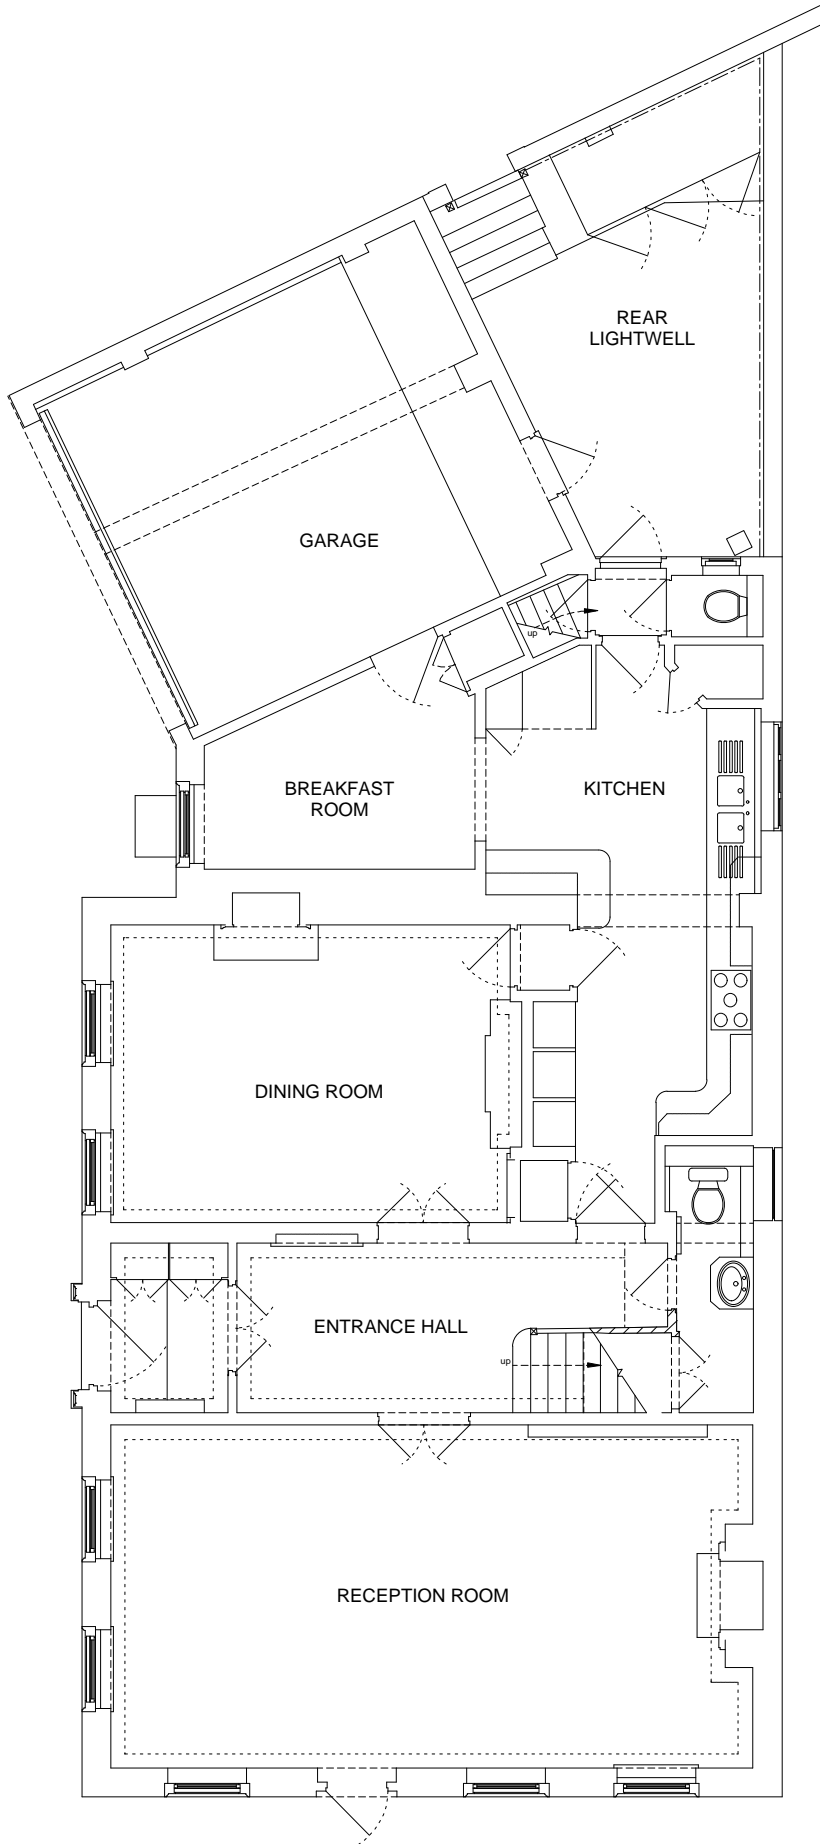 REAR
LIGHTWELL
GARAGE
up
BREAKFAST
ROOM
KITCHEN
DINING ROOM
ENTRANCE HALL
up
RECEPTION ROOM